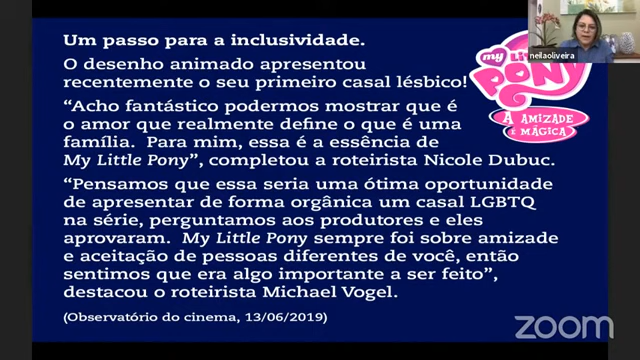 Um passo para a inclusividade.
O desenho animado apresentou
recentemente o seu primeiro casal lésbico!
“Acho fantástico podermos mostrar que é
o amor que realmente define o que é uma
família. Para mim, essa é a essência de
My Little Pony”, completou a roteirista Nicole Dubuc.
“Pensamos que essa seria uma ótima oportunidade
de apresentar de forma orgânica um casal LGBTQ
na série, perguntamos aos produtores e eles
aprovaram. My Little Pony sempre foi sobre amizade
e aceitação de pessoas diferentes de você, então
sentimos que era algo importante a ser feito”,
destacou o roteirista Michael Vogel.
(Observatório do cinema, 13/06/2019)
neilaoliveira
my Little
PONY
A AMIZADE
É MÁGICA
zoom